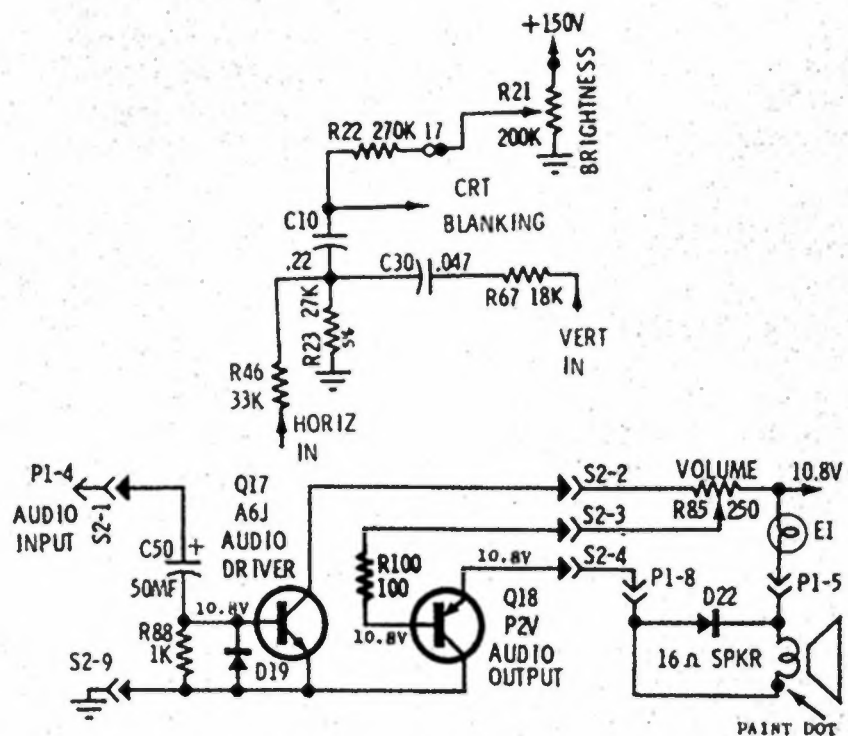 +150V
R21
200K
BRIGHTNESS
R22 270K 17
CRT
BLANKING
C10
.22
C30 .047
R67 18K
VERT
IN
27K
R23
5%
R46
33K
HORIZ
IN
P1-4
AUDIO
INPUT
S2-1
C50 +
50MF
10.8V
R88
1K
D19
S2-9
Q17
A6J
AUDIO
DRIVER
R100
100
10.8V
10.8V
Q18
P2V
AUDIO
OUTPUT
S2-2
S2-3
S2-4
VOLUME
R85 250
10.8V
E1
P1-8
P1-5
D22
16Ω SPKR
PAINT DOT